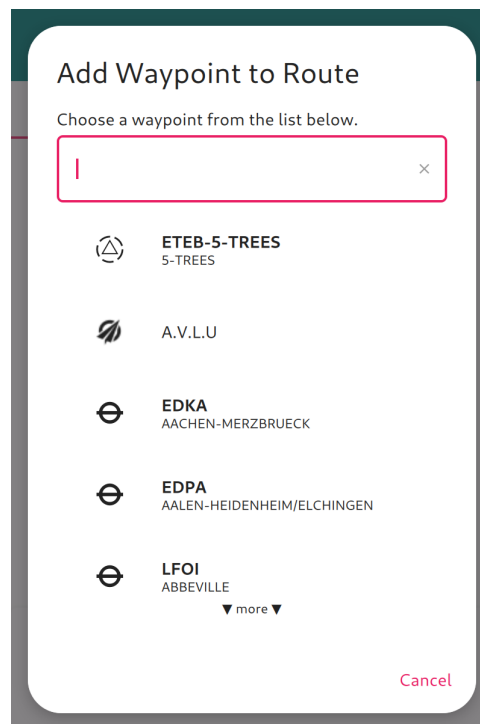 Add Waypoint to Route
Choose a waypoint from the list below.
ETEB-5-TREES
5-TREES
A.V.L.U
EDKA
AACHEN-MERZBRUECK
EDPA
AALEN-HEIDENHEIM/ELCHINGEN
LFOI
ABBEVILLE
▼ more ▼
Cancel